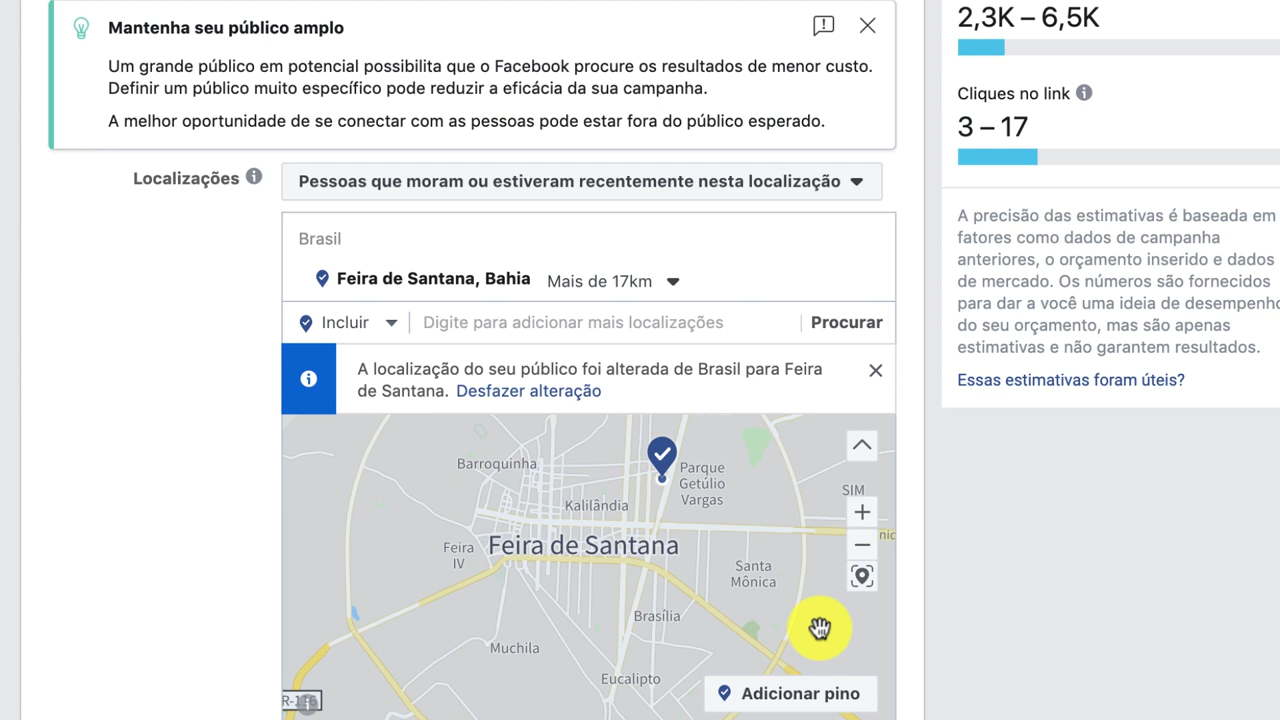 Mantenha seu público amplo
Um grande público em potencial possibilita que o Facebook procure os resultados de menor custo.
Definir um público muito específico pode reduzir a eficácia da sua campanha.
A melhor oportunidade de se conectar com as pessoas pode estar fora do público esperado.
Localizações
Pessoas que moram ou estiveram recentemente nesta localização
Brasil
Feira de Santana, Bahia Mais de 17km
Incluir Digite para adicionar mais localizações Procurar
A localização do seu público foi alterada de Brasil para Feira
de Santana. Desfazer alteração
Barroquinha
Parque
Getúlio
Vargas
SIM
Kalilândia
Feira de Santana
Feira
IV
Santa
Mônica
Brasília
Muchila
Eucalipto
Adicionar pino
2,3K – 6,5K
Cliques no link
3 – 17
A precisão das estimativas é baseada em
fatores como dados de campanha
anteriores, o orçamento inserido e dados
de mercado. Os números são fornecidos
para dar a você uma ideia de desempenho
do seu orçamento, mas são apenas
estimativas e não garantem resultados.
Essas estimativas foram úteis?